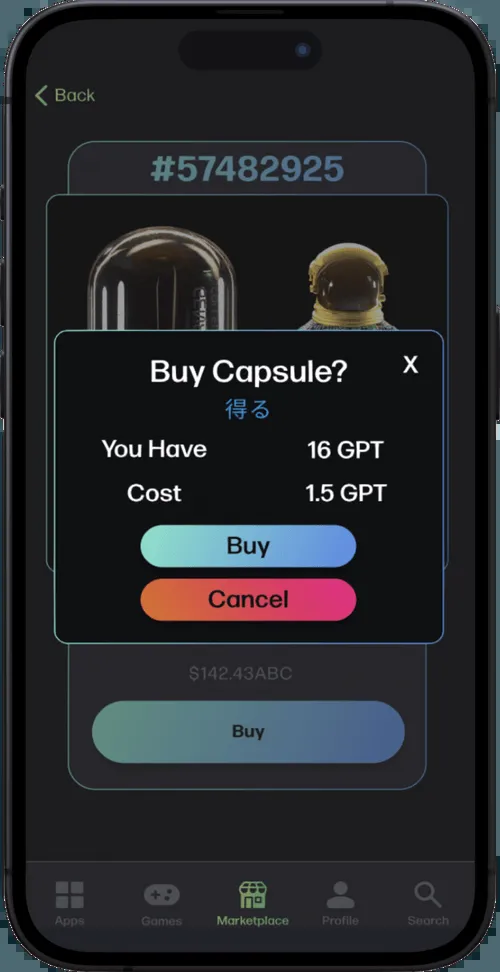 Back
#57482925
Buy Capsule?
X
得る
You Have 16 GPT
Cost 1.5 GPT
Buy
Cancel
$142.43ABC
Buy
Apps Games Marketplace Profile Search